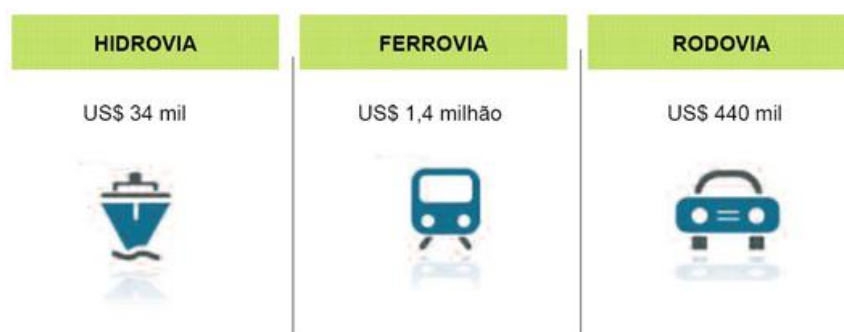 HIDROVIA
FERROVIA
RODOVIA
US$ 34 mil
US$ 1,4 milhão
US$ 440 mil